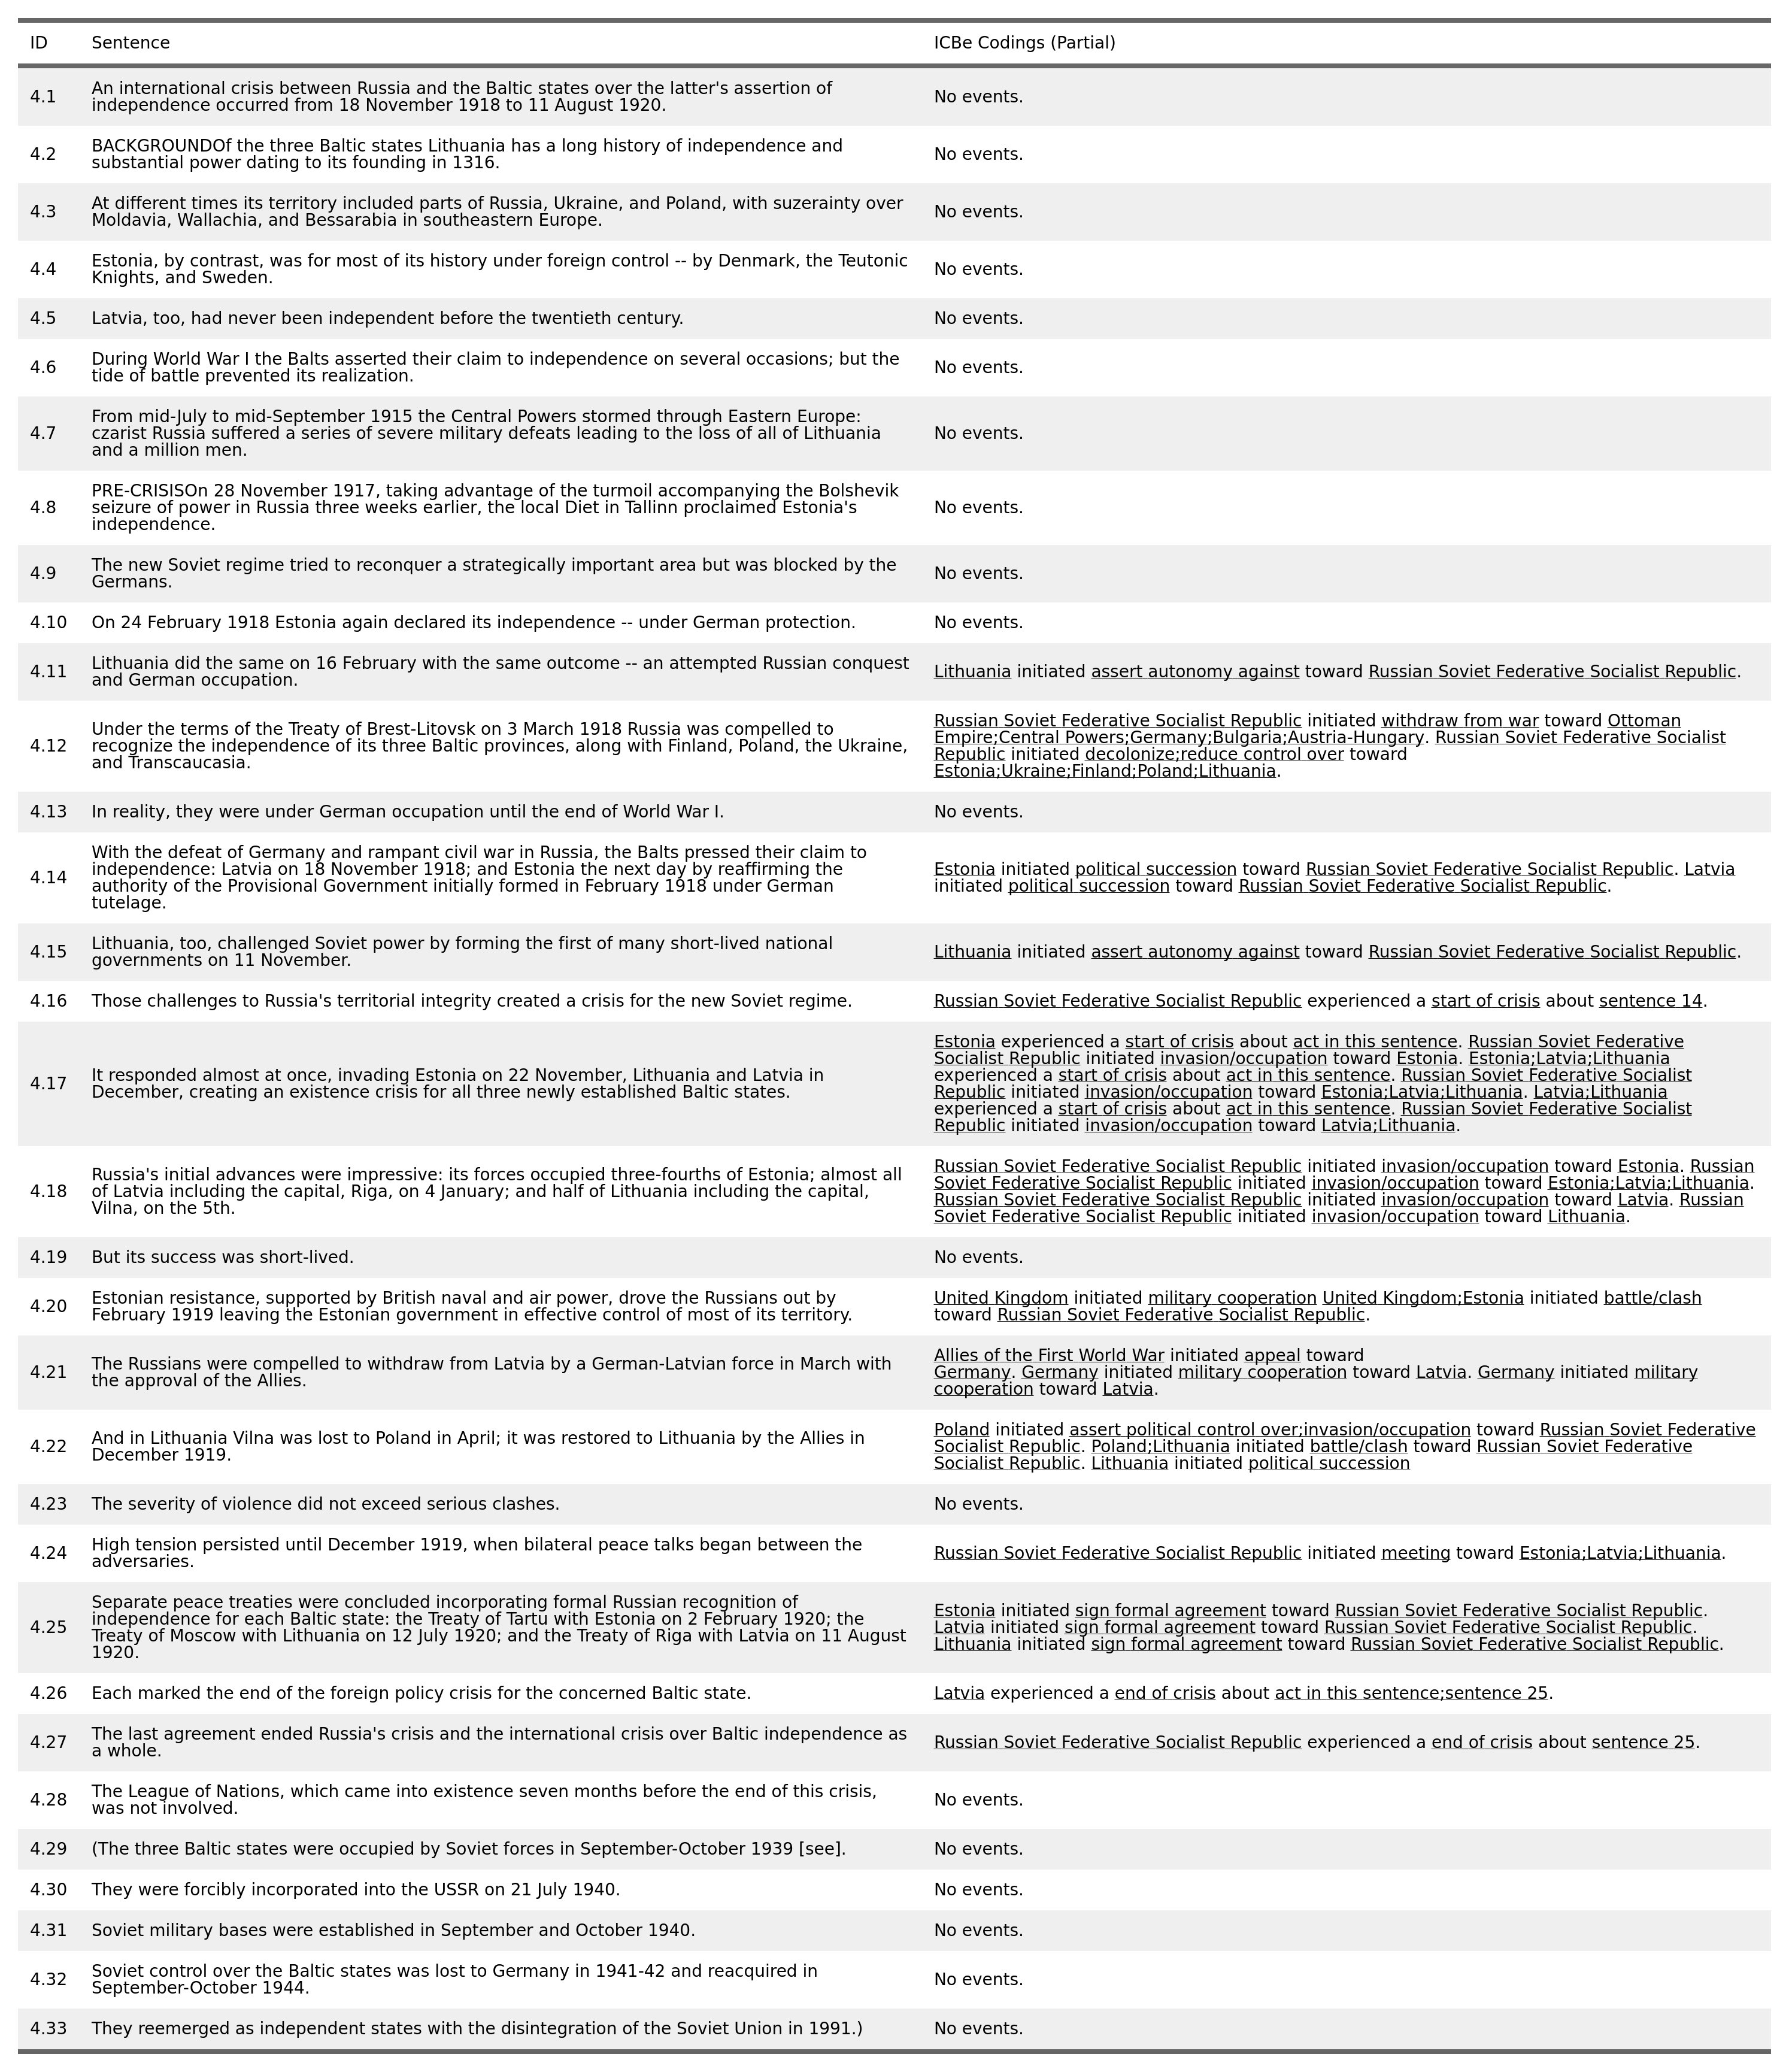 ID Sentence ICBe Codings (Partial)
4.1 An international crisis between Russia and the Baltic states over the latter's assertion of
independence occurred from 18 November 1918 to 11 August 1920.
No events.
4.2 BACKGROUNDOf the three Baltic states Lithuania has a long history of independence and
substantial power dating to its founding in 1316.
No events.
4.3 At different times its territory included parts of Russia, Ukraine, and Poland, with suzerainty over
Moldavia, Wallachia, and Bessarabia in southeastern Europe.
No events.
4.4 Estonia, by contrast, was for most of its history under foreign control -- by Denmark, the Teutonic
Knights, and Sweden.
No events.
4.5 Latvia, too, had never been independent before the twentieth century.
No events.
4.6 During World War I the Balts asserted their claim to independence on several occasions; but the
tide of battle prevented its realization.
No events.
4.7 From mid-July to mid-September 1915 the Central Powers stormed through Eastern Europe:
czarist Russia suffered a series of severe military defeats leading to the loss of all of Lithuania
and a million men.
No events.
4.8 PRE-CRISISOn 28 November 1917, taking advantage of the turmoil accompanying the Bolshevik
seizure of power in Russia three weeks earlier, the local Diet in Tallinn proclaimed Estonia's
independence.
No events.
4.9 The new Soviet regime tried to reconquer a strategically important area but was blocked by the
Germans.
No events.
4.10 On 24 February 1918 Estonia again declared its independence -- under German protection.
No events.
4.11 Lithuania did the same on 16 February with the same outcome -- an attempted Russian conquest
and German occupation.
Lithuania initiated assert autonomy against toward Russian Soviet Federative Socialist Republic.
4.12 Under the terms of the Treaty of Brest-Litovsk on 3 March 1918 Russia was compelled to
recognize the independence of its three Baltic provinces, along with Finland, Poland, the Ukraine,
and Transcaucasia.
Russian Soviet Federative Socialist Republic initiated withdraw from war toward Ottoman
Empire;Central Powers;Germany;Bulgaria;Austria-Hungary. Russian Soviet Federative Socialist
Republic initiated decolonize;reduce control over toward
Estonia;Ukraine;Finland;Poland;Lithuania.
4.13 In reality, they were under German occupation until the end of World War I.
No events.
4.14 With the defeat of Germany and rampant civil war in Russia, the Balts pressed their claim to
independence: Latvia on 18 November 1918; and Estonia the next day by reaffirming the
authority of the Provisional Government initially formed in February 1918 under German
tutelage.
Estonia initiated political succession toward Russian Soviet Federative Socialist Republic. Latvia
initiated political succession toward Russian Soviet Federative Socialist Republic.
4.15 Lithuania, too, challenged Soviet power by forming the first of many short-lived national
governments on 11 November.
Lithuania initiated assert autonomy against toward Russian Soviet Federative Socialist Republic.
4.16 Those challenges to Russia's territorial integrity created a crisis for the new Soviet regime.
Russian Soviet Federative Socialist Republic experienced a start of crisis about sentence 14.
4.17 It responded almost at once, invading Estonia on 22 November, Lithuania and Latvia in
December, creating an existence crisis for all three newly established Baltic states.
Estonia experienced a start of crisis about act in this sentence. Russian Soviet Federative
Socialist Republic initiated invasion/occupation toward Estonia. Estonia;Latvia;Lithuania
experienced a start of crisis about act in this sentence. Russian Soviet Federative Socialist
Republic initiated invasion/occupation toward Estonia;Latvia;Lithuania. Latvia;Lithuania
experienced a start of crisis about act in this sentence. Russian Soviet Federative Socialist
Republic initiated invasion/occupation toward Latvia;Lithuania.
4.18 Russia's initial advances were impressive: its forces occupied three-fourths of Estonia; almost all
of Latvia including the capital, Riga, on 4 January; and half of Lithuania including the capital,
Vilna, on the 5th.
Russian Soviet Federative Socialist Republic initiated invasion/occupation toward Estonia. Russian
Soviet Federative Socialist Republic initiated invasion/occupation toward Estonia;Latvia;Lithuania.
Russian Soviet Federative Socialist Republic initiated invasion/occupation toward Latvia. Russian
Soviet Federative Socialist Republic initiated invasion/occupation toward Lithuania.
4.19 But its success was short-lived.
No events.
4.20 Estonian resistance, supported by British naval and air power, drove the Russians out by
February 1919 leaving the Estonian government in effective control of most of its territory.
United Kingdom initiated military cooperation United Kingdom;Estonia initiated battle/clash
toward Russian Soviet Federative Socialist Republic.
4.21 The Russians were compelled to withdraw from Latvia by a German-Latvian force in March with
the approval of the Allies.
Allies of the First World War initiated appeal toward
Germany. Germany initiated military cooperation toward Latvia. Germany initiated military
cooperation toward Latvia.
4.22 And in Lithuania Vilna was lost to Poland in April; it was restored to Lithuania by the Allies in
December 1919.
Poland initiated assert political control over;invasion/occupation toward Russian Soviet Federative
Socialist Republic. Poland;Lithuania initiated battle/clash toward Russian Soviet Federative
Socialist Republic. Lithuania initiated political succession
4.23 The severity of violence did not exceed serious clashes.
No events.
4.24 High tension persisted until December 1919, when bilateral peace talks began between the
adversaries.
Russian Soviet Federative Socialist Republic initiated meeting toward Estonia;Latvia;Lithuania.
4.25 Separate peace treaties were concluded incorporating formal Russian recognition of
independence for each Baltic state: the Treaty of Tartu with Estonia on 2 February 1920; the
Treaty of Moscow with Lithuania on 12 July 1920; and the Treaty of Riga with Latvia on 11 August
1920.
Estonia initiated sign formal agreement toward Russian Soviet Federative Socialist Republic.
Latvia initiated sign formal agreement toward Russian Soviet Federative Socialist Republic.
Lithuania initiated sign formal agreement toward Russian Soviet Federative Socialist Republic.
4.26 Each marked the end of the foreign policy crisis for the concerned Baltic state.
Latvia experienced a end of crisis about act in this sentence;sentence 25.
4.27 The last agreement ended Russia's crisis and the international crisis over Baltic independence as
a whole.
Russian Soviet Federative Socialist Republic experienced a end of crisis about sentence 25.
4.28 The League of Nations, which came into existence seven months before the end of this crisis,
was not involved.
No events.
4.29 (The three Baltic states were occupied by Soviet forces in September-October 1939 [see].
No events.
4.30 They were forcibly incorporated into the USSR on 21 July 1940.
No events.
4.31 Soviet military bases were established in September and October 1940.
No events.
4.32 Soviet control over the Baltic states was lost to Germany in 1941-42 and reacquired in
September-October 1944.
No events.
4.33 They reemerged as independent states with the disintegration of the Soviet Union in 1991.)
No events.